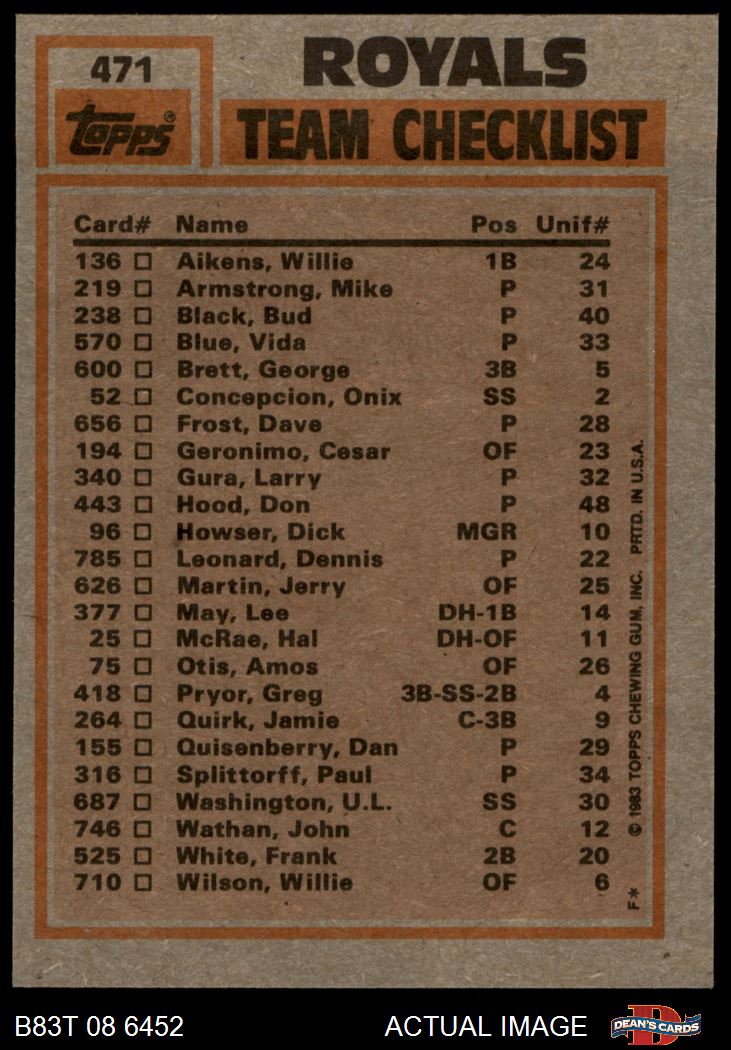 471
ROYALS
topps®
TEAM CHECKLIST
Card# Name Pos Unif#
136 Aikens, Willie 1B 24
219 Armstrong, Mike P 31
238 Black, Bud P 40
570 Blue, Vida P 33
600 Brett, George 3B 5
52 Concepcion, Onix SS 2
656 Frost, Dave P 28
194 Geronimo, Cesar OF 23
340 Gura, Larry P 32
443 Hood, Don P 48
96 Howser, Dick MGR 10
785 Leonard, Dennis P 22
626 Martin, Jerry OF 25
377 May, Lee DH-1B 14
25 McRae, Hal DH-OF 11
75 Otis, Amos OF 26
418 Pryor, Greg 3B-SS-2B 4
264 Quirk, Jamie C-3B 9
155 Quisenberry, Dan P 29
316 Splittorff, Paul P 34
687 Washington, U.L. SS 30
746 Wathan, John C 12
525 White, Frank 2B 20
710 Wilson, Willie OF 6
F* © 1983 TOPPS CHEWING GUM, INC. PRTD. IN U.S.A.
B83T 08 6452 ACTUAL IMAGE DEAN'S CARDS